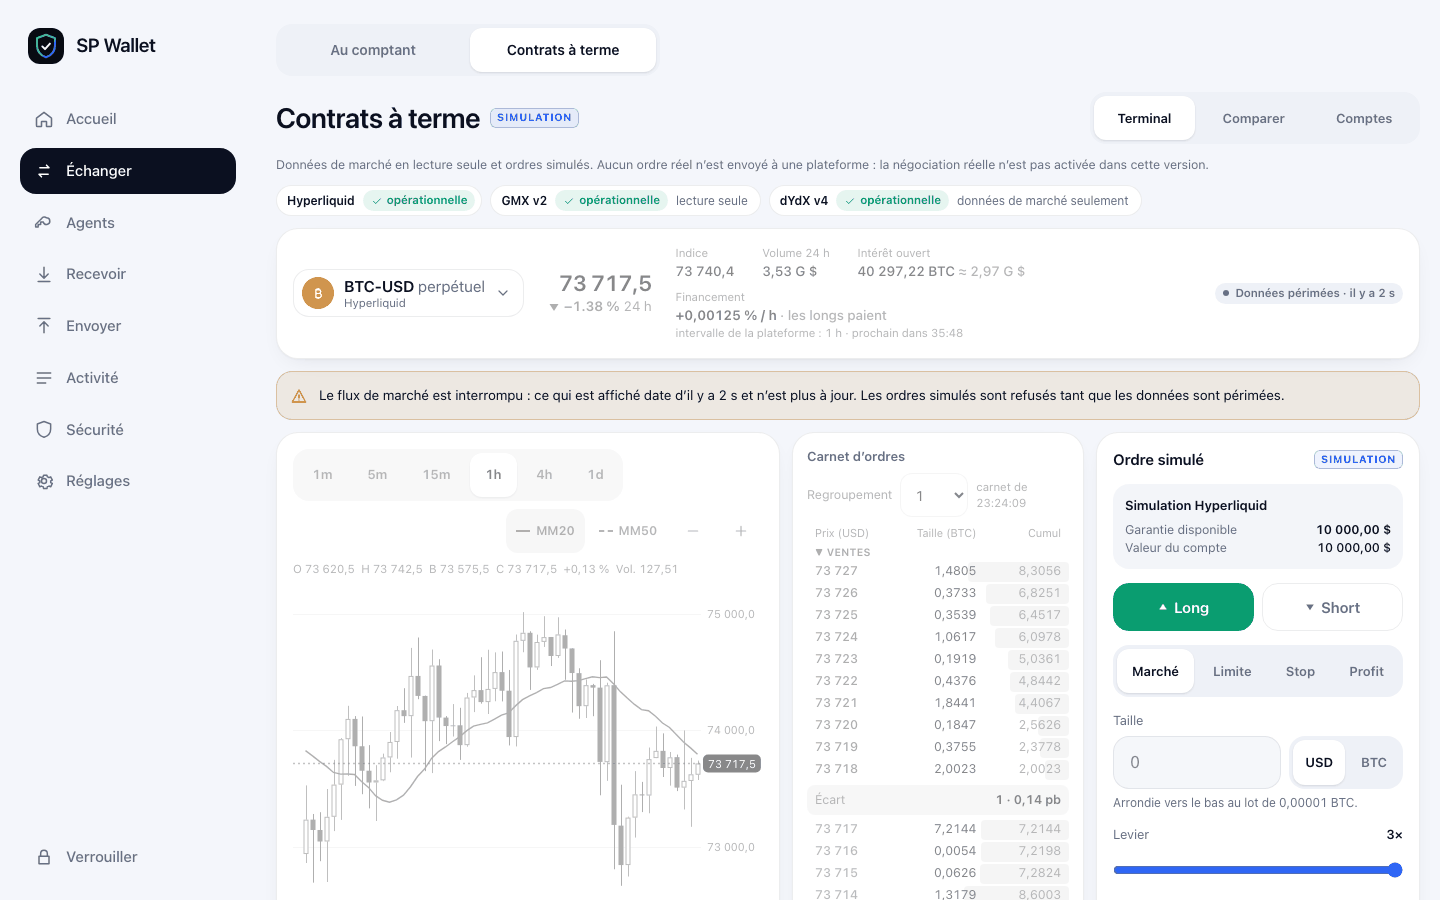 SP Wallet
Accueil
Échanger
Agents
Recevoir
Envoyer
Activité
Sécurité
Réglages
Verrouiller
Au comptant
Contrats à terme
Contrats à terme SIMULATION
Terminal
Comparer
Comptes
Données de marché en lecture seule et ordres simulés. Aucun ordre réel n’est envoyé à une plateforme : la négociation réelle n’est pas activée dans cette version.
Hyperliquid ✓ opérationnelle
GMX v2 ✓ opérationnelle lecture seule
dYdX v4 ✓ opérationnelle données de marché seulement
BTC-USD perpétuel
Hyperliquid
73 717,5
▼ −1.38 % 24 h
Indice
73 740,4
Volume 24 h
3,53 G $
Intérêt ouvert
40 297,22 BTC ≈ 2,97 G $
Financement
+0,00125 % / h · les longs paient
intervalle de la plateforme : 1 h · prochain dans 35:48
Données périmées · il y a 2 s
Le flux de marché est interrompu : ce qui est affiché date d’il y a 2 s et n’est plus à jour. Les ordres simulés sont refusés tant que les données sont périmées.
1m 5m 15m 1h 4h 1d
MM20 MM50 − +
O 73 620,5 H 73 742,5 B 73 575,5 C 73 717,5 +0,13 % Vol. 127,51
75 000,0
74 000,0
73 717,5
73 000,0
Carnet d’ordres
Regroupement 1 carnet de
23:24:09
Prix (USD) Taille (BTC) Cumul
▼ VENTES
73 727 1,4805 8,3056
73 726 0,3733 6,8251
73 725 0,3539 6,4517
73 724 1,0617 6,0978
73 723 0,1919 5,0361
73 722 0,4376 4,8442
73 721 1,8441 4,4067
73 720 0,1847 2,5626
73 719 0,3755 2,3778
73 718 2,0023 2,0023
Écart 1 · 0,14 pb
73 717 7,2144 7,2144
73 716 0,0054 7,2198
73 715 0,0626 7,2824
73 714 1,3179 8,6003
Ordre simulé SIMULATION
Simulation Hyperliquid
Garantie disponible 10 000,00 $
Valeur du compte 10 000,00 $
▲ Long
▼ Short
Marché Limite Stop Profit
Taille
0
USD BTC
Arrondie vers le bas au lot de 0,00001 BTC.
Levier 3×